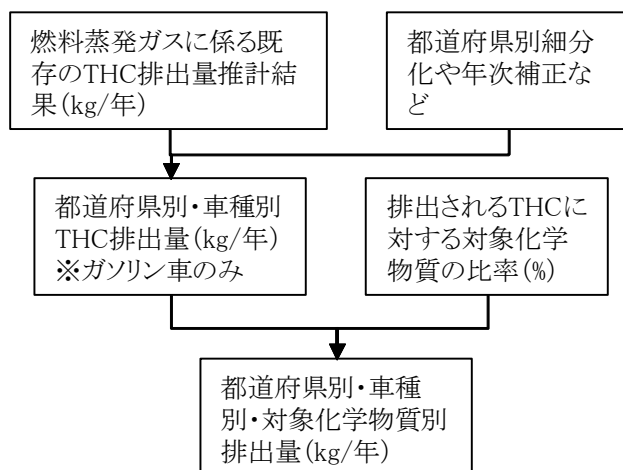 燃料蒸発ガスに係る既
存のTHC排出量推計結
果(kg/年)
都道府県別細分
化や年次補正な
ど
都道府県別・車種別
THC排出量(kg/年)
※ガソリン車のみ
排出されるTHCに
対する対象化学
物質の比率(%)
都道府県別・車種
別・対象化学物質別
排出量(kg/年)